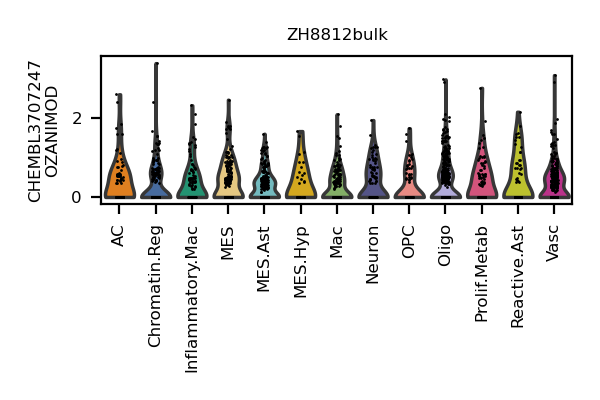 ZH8812bulk
CHEMBL3707247
OZANIMOD
2
0
AC
Chromatin.Reg
Inflammatory.Mac
MES
MES.Ast
MES.Hyp
Mac
Neuron
OPC
Oligo
Prolif.Metab
Reactive.Ast
Vasc